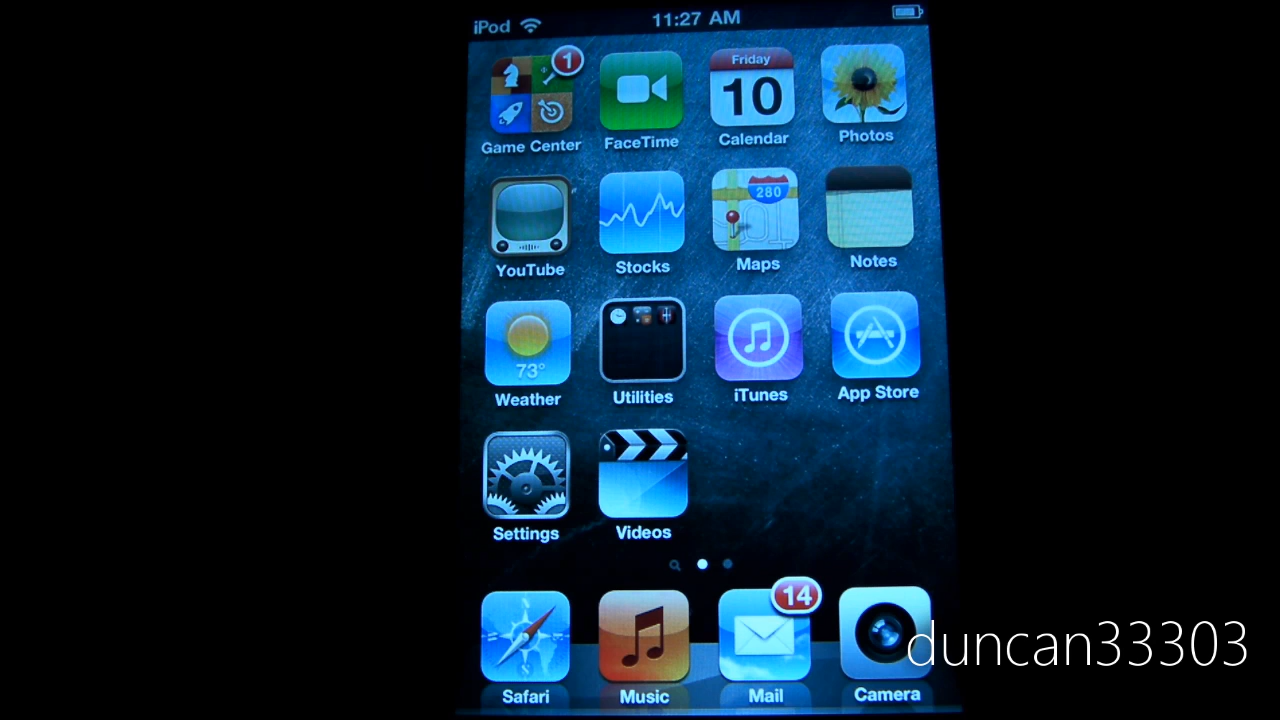 iPod 11:27 AM
1 Friday
10
Game Center FaceTime Calendar Photos
280
YouTube Stocks Maps Notes
73°
Weather Utilities iTunes App Store
Settings Videos
14
Safari Music Mail Camera
duncan33303